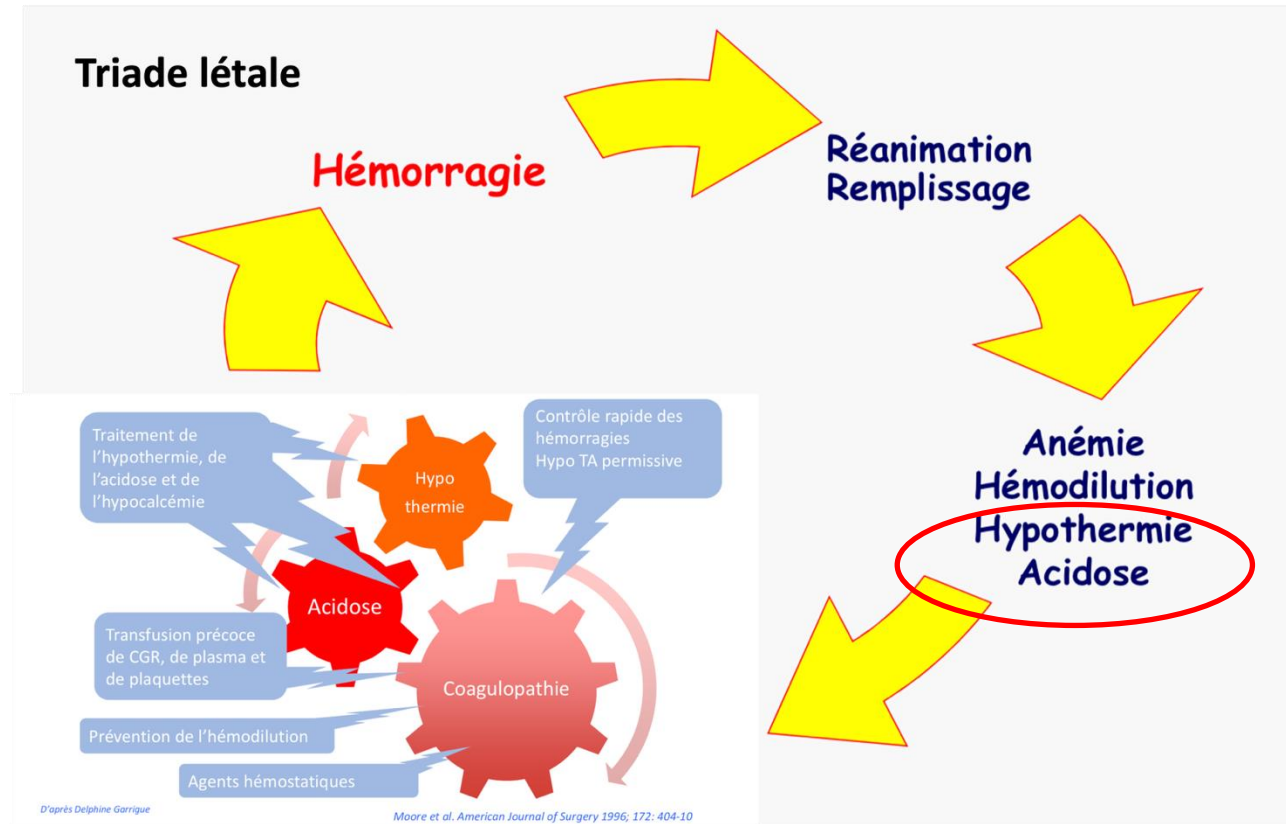 Triade létale
Hémorragie
Réanimation
Remplissage
Anémie
Hémodilution
Hypothermie
Acidose
Traitement de
l’hypothermie, de
l’acidose et de
l’hypocalcémie
Hypo
thermie
Contrôle rapide des
hémorragies
Hypo TA permissive
Acidose
Transfusion précoce
de CGR, de plasma et
de plaquettes
Coagulopathie
Prévention de l’hémodilution
Agents hémostatiques
D’après Delphine Garrigue
Moore et al. American Journal of Surgery 1996; 172: 404-10